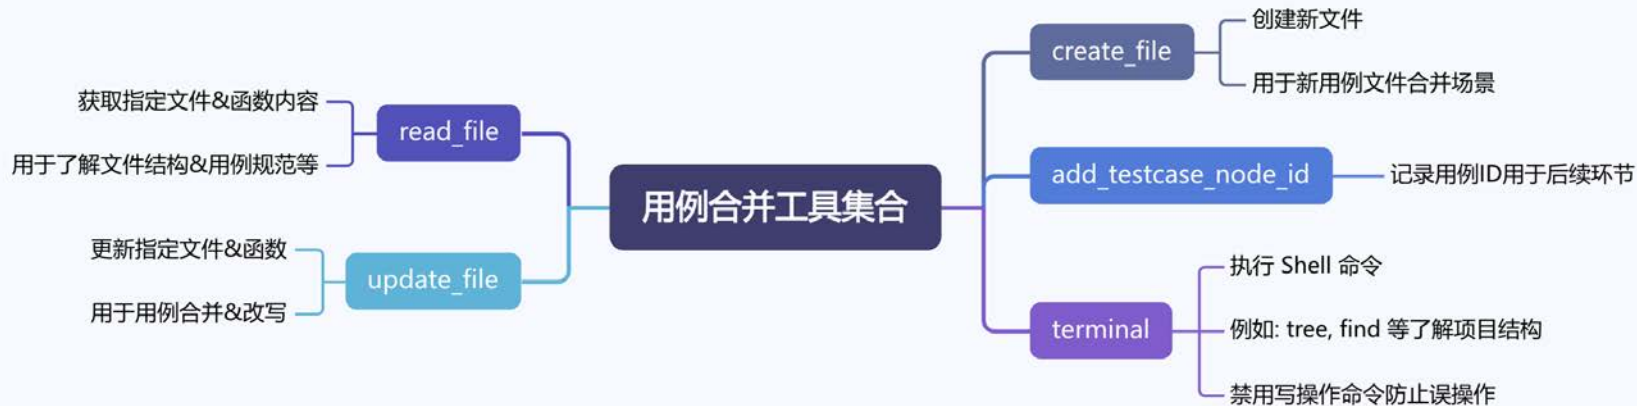 用例合并工具集合
read_file
获取指定文件&函数内容
用于了解文件结构&用例规范等
update_file
更新指定文件&函数
用于用例合并&改写
create_file
创建新文件
用于新用例文件合并场景
add_testcase_node_id
记录用例ID用于后续环节
terminal
执行 Shell 命令
例如: tree, find 等了解项目结构
禁用写操作命令防止误操作